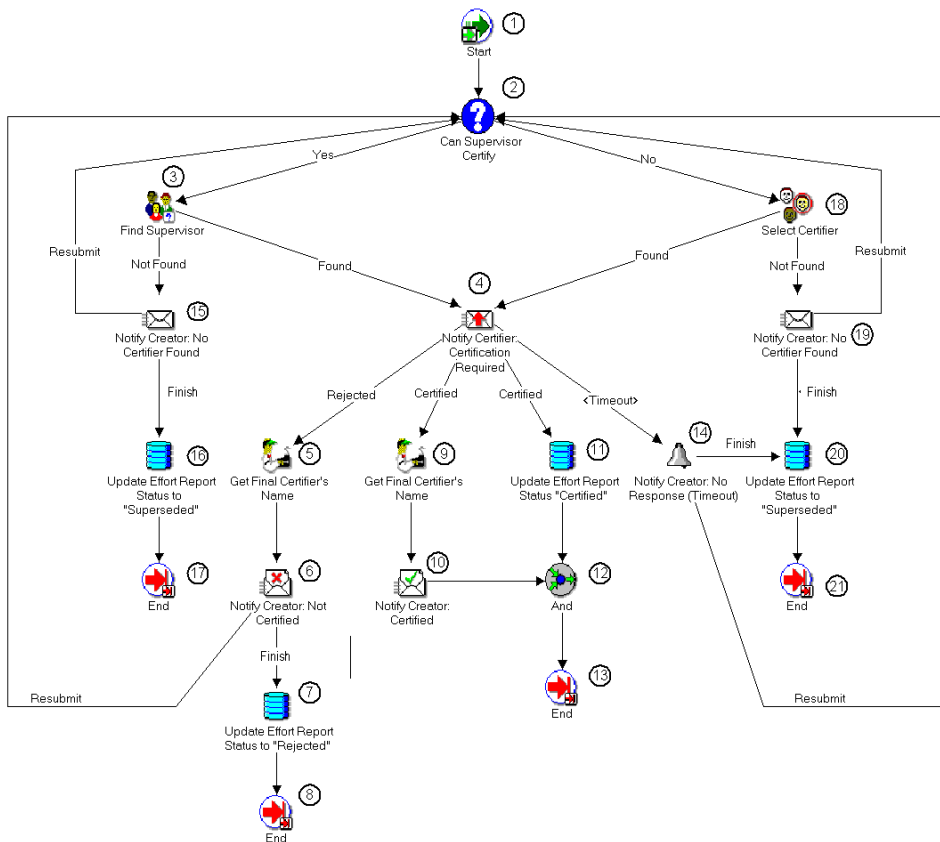 1
Start
2
Can Supervisor
Certify
Yes
No
3
Find Supervisor
18
Select Certifier
Resubmit
Not Found
Found
Found
Not Found
Resubmit
4
15
Notify Creator: No
Certifier Found
Notify Certifier:
Certification
Required
19
Notify Creator: No
Certifier Found
Finish
Rejected
Certified
Certified
<Timeout>
Finish
16
Update Effort Report
Status to
"Superseded"
5
Get Final Certifier's
Name
9
Get Final Certifier's
Name
11
Update Effort Report
Status "Certified"
14
Notify Creator: No
Response (Timeout)
Finish
20
Update Effort Report
Status to
"Superseded"
17
End
6
Notify Creator: Not
Certified
10
Notify Creator:
Certified
12
And
21
End
Finish
Resubmit
7
Update Effort Report
Status to "Rejected"
13
End
Resubmit
8
End